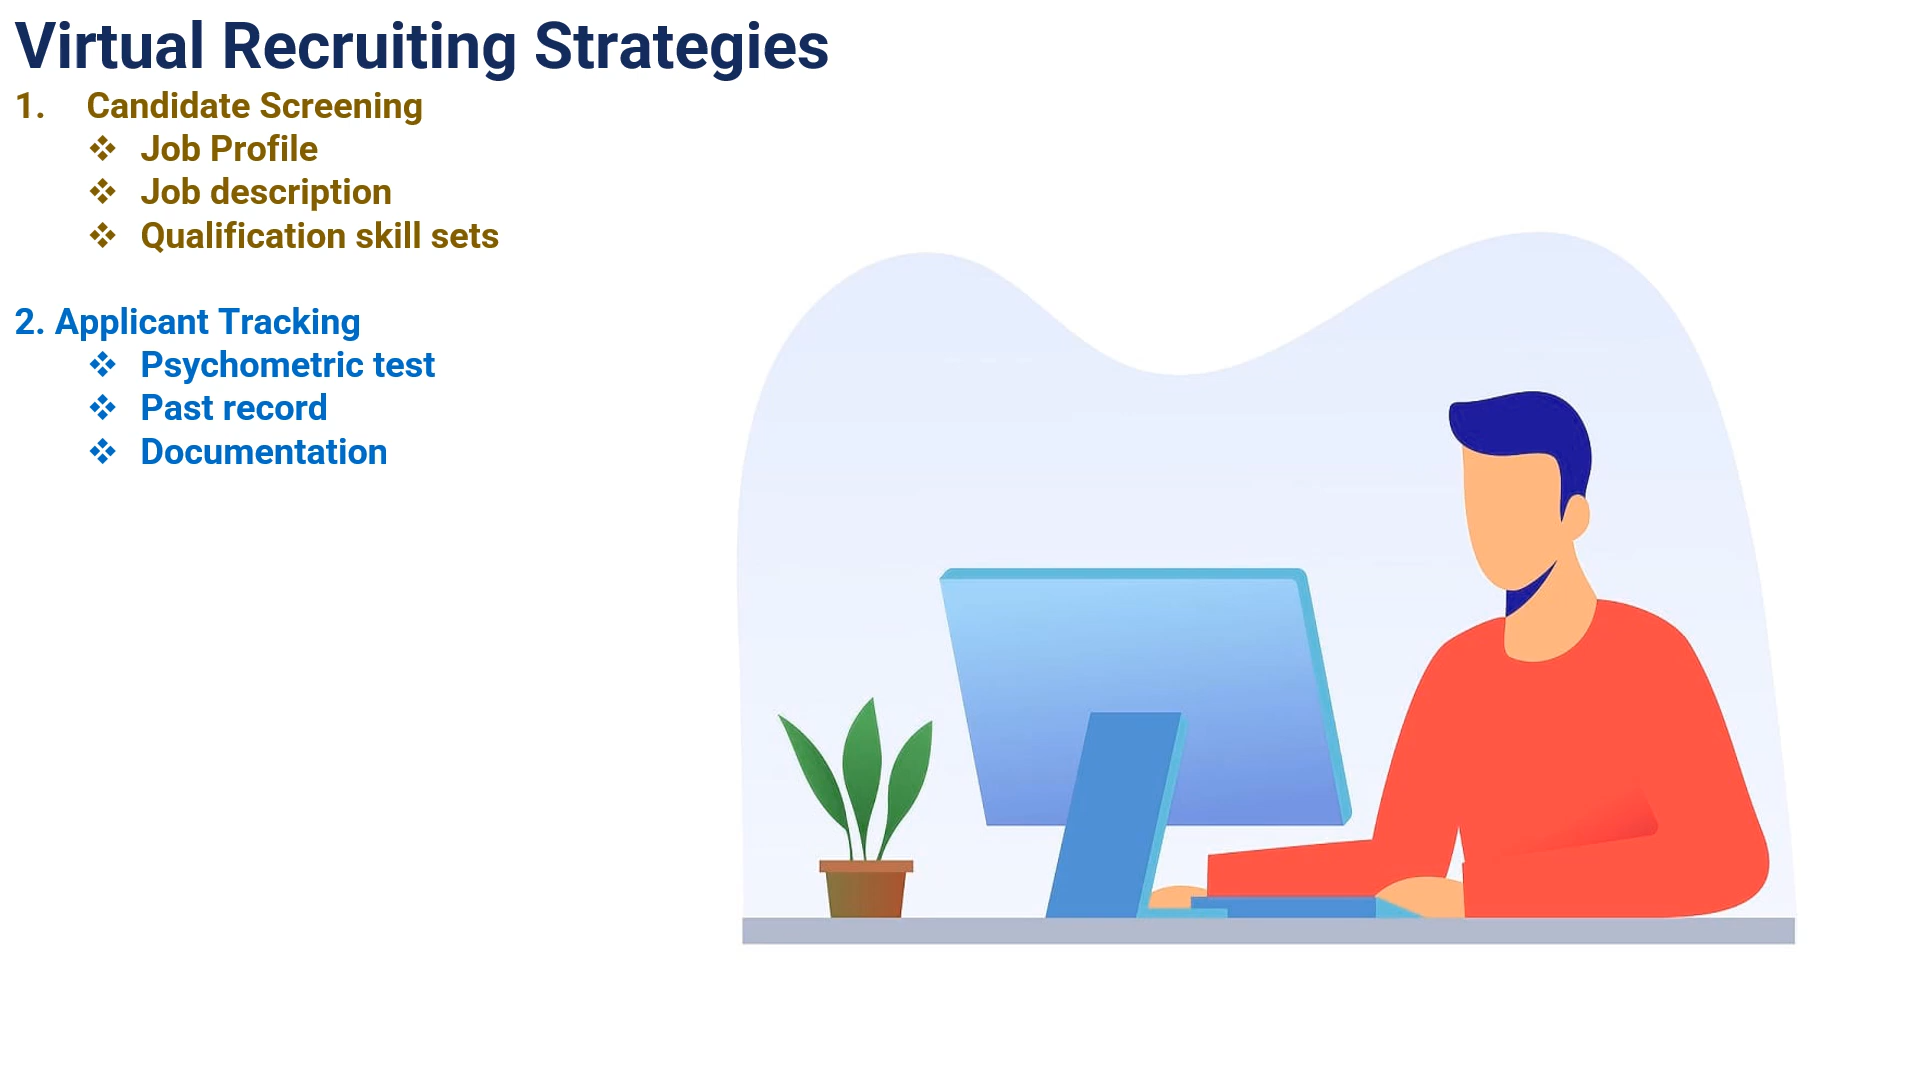 Virtual Recruiting Strategies
1. Candidate Screening
❖ Job Profile
❖ Job description
❖ Qualification skill sets
2. Applicant Tracking
❖ Psychometric test
❖ Past record
❖ Documentation